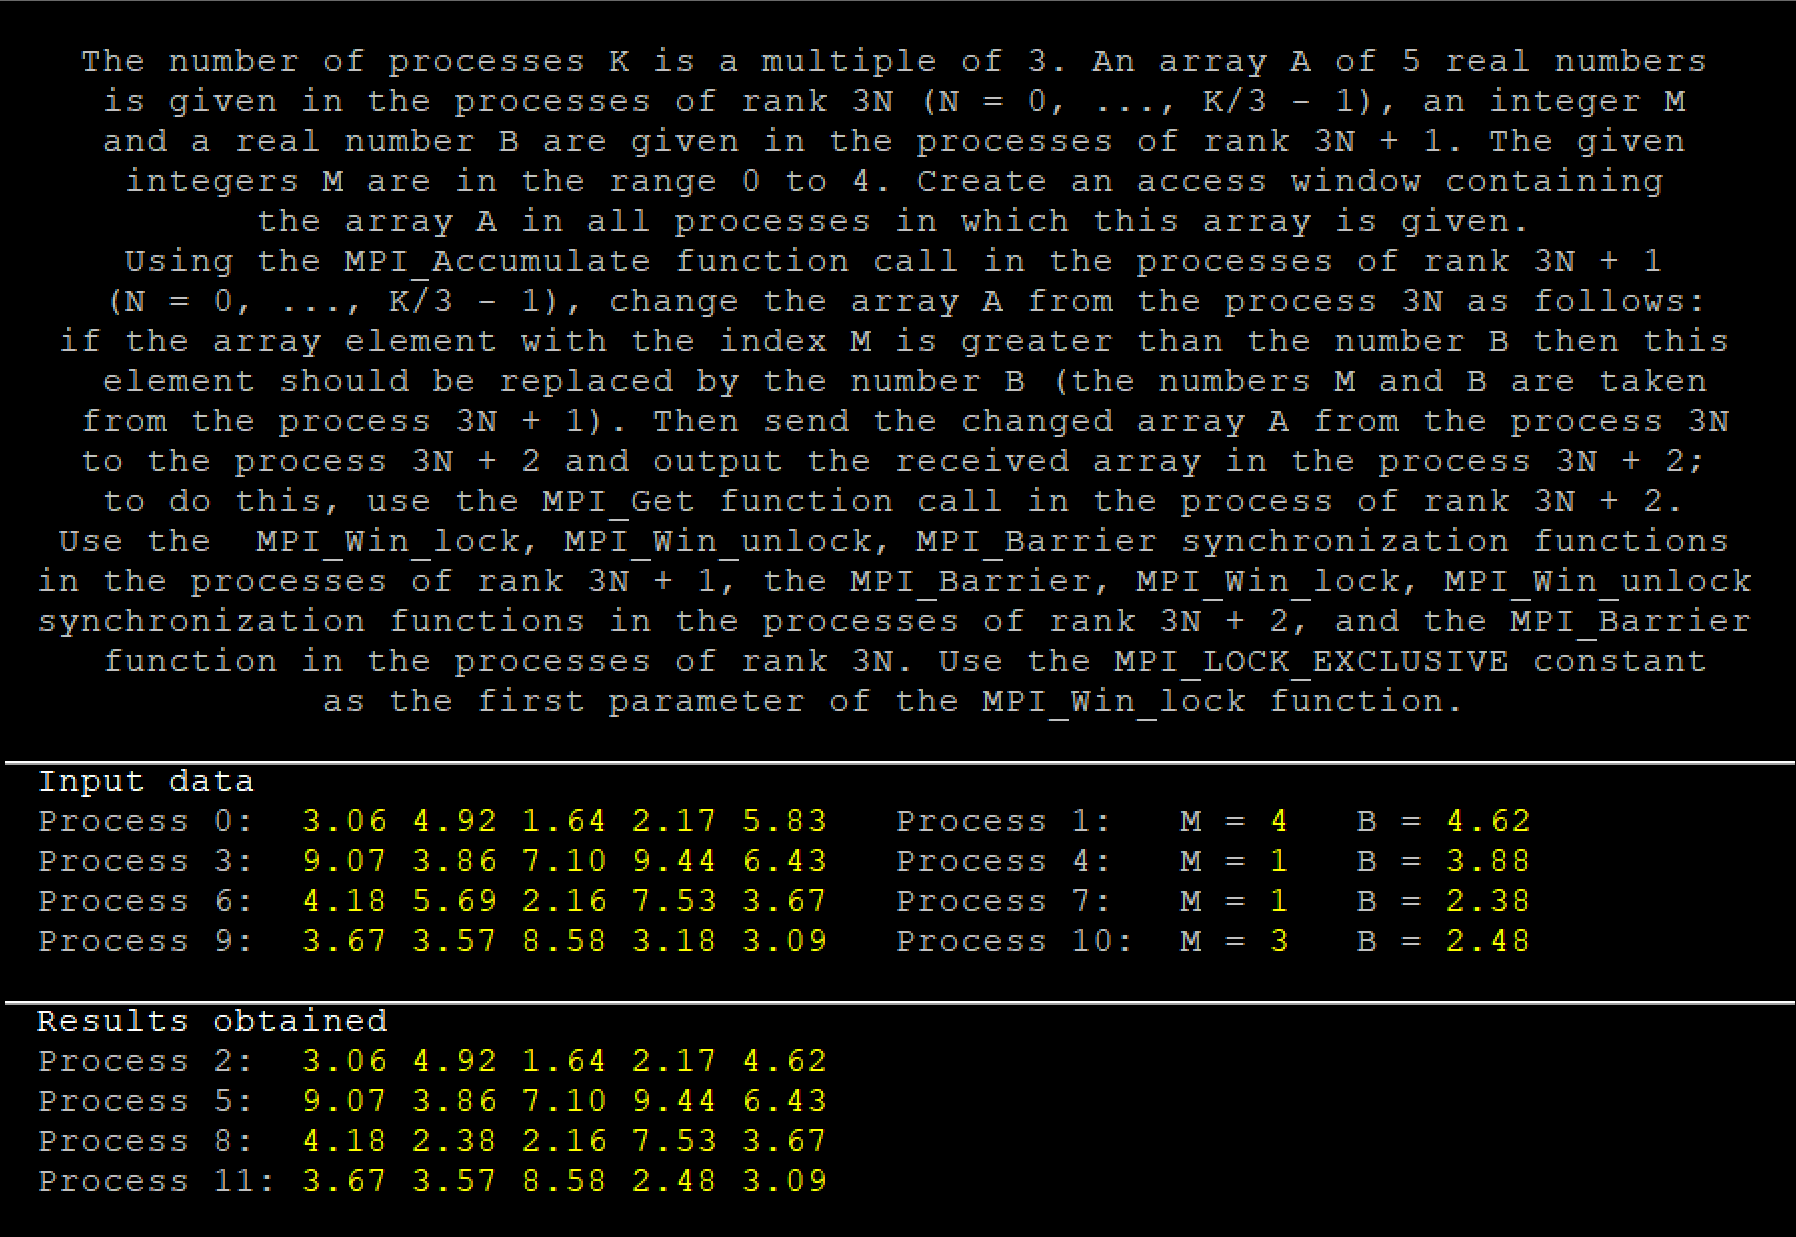 The number of processes K is a multiple of 3. An array A of 5 real numbers
is given in the processes of rank 3N (N = 0, ..., K/3 - 1), an integer M
and a real number B are given in the processes of rank 3N + 1. The given
integers M are in the range 0 to 4. Create an access window containing
the array A in all processes in which this array is given.
Using the MPI_Accumulate function call in the processes of rank 3N + 1
(N = 0, ..., K/3 - 1), change the array A from the process 3N as follows:
if the array element with the index M is greater than the number B then this
element should be replaced by the number B (the numbers M and B are taken
from the process 3N + 1). Then send the changed array A from the process 3N
to the process 3N + 2 and output the received array in the process 3N + 2;
to do this, use the MPI_Get function call in the process of rank 3N + 2.
Use the  MPI_Win_lock, MPI_Win_unlock, MPI_Barrier synchronization functions
in the processes of rank 3N + 1, the MPI_Barrier, MPI_Win_lock, MPI_Win_unlock
synchronization functions in the processes of rank 3N + 2, and the MPI_Barrier
function in the processes of rank 3N. Use the MPI_LOCK_EXCLUSIVE constant
as the first parameter of the MPI_Win_lock function.
Input data
Process 0:  3.06 4.92 1.64 2.17 5.83   Process 1:   M = 4   B = 4.62
Process 3:  9.07 3.86 7.10 9.44 6.43   Process 4:   M = 1   B = 3.88
Process 6:  4.18 5.69 2.16 7.53 3.67   Process 7:   M = 1   B = 2.38
Process 9:  3.67 3.57 8.58 3.18 3.09   Process 10:  M = 3   B = 2.48
Results obtained
Process 2:  3.06 4.92 1.64 2.17 4.62
Process 5:  9.07 3.86 7.10 9.44 6.43
Process 8:  4.18 2.38 2.16 7.53 3.67
Process 11: 3.67 3.57 8.58 2.48 3.09